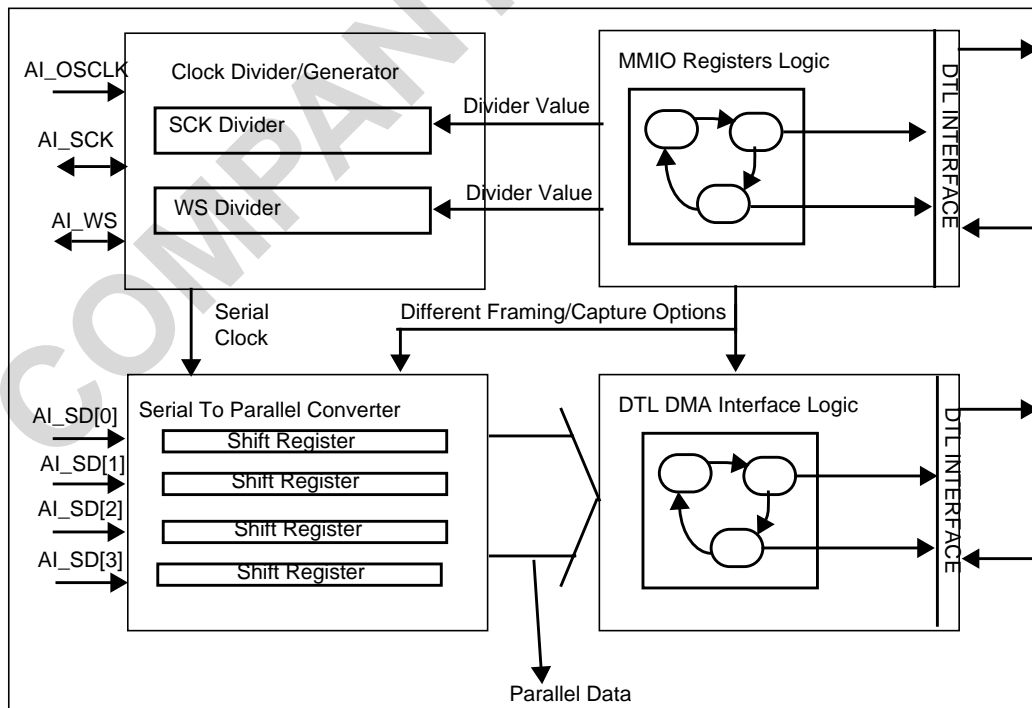 AI_OSCLK
AI_SCK
AI_WS
Clock Divider/Generator
SCK Divider
WS Divider
Divider Value
Divider Value
MMIO Registers Logic
DTL INTERFACE
Serial
Clock
Different Framing/Capture Options
AI_SD[0]
AI_SD[1]
AI_SD[2]
AI_SD[3]
Serial To Parallel Converter
Shift Register
Shift Register
Shift Register
Shift Register
DTL DMA Interface Logic
DTL INTERFACE
Parallel Data
COMPAN